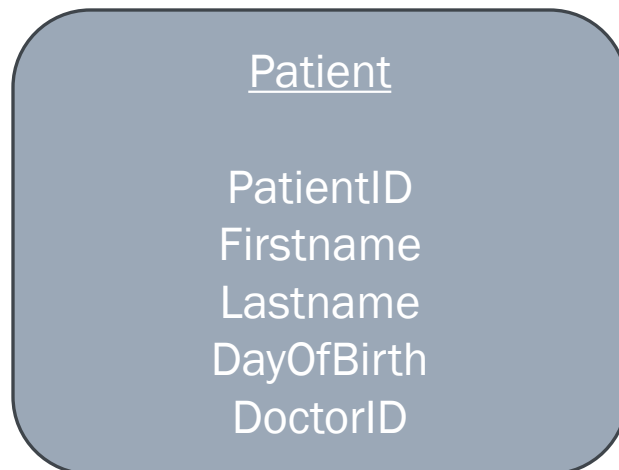 Patient
PatientID
Firstname
Lastname
DayOfBirth
DoctorID